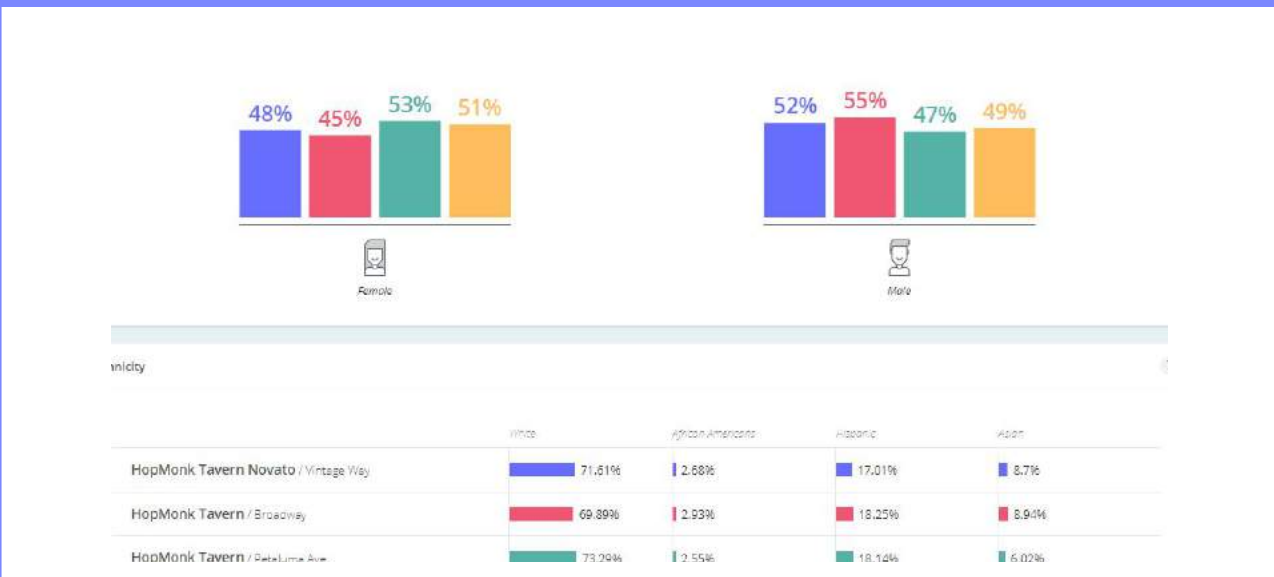 48% 45% 53% 51%
52% 55% 47% 49%
Female
Male
nnicity
White African Americans Hispanic Asian
HopMonk Tavern Novato / Vintage Way 71.61% 2.68% 17.01% 8.7%
HopMonk Tavern / Broadway 69.89% 2.93% 18.25% 8.94%
HopMonk Tavern / Petaluma Ave 73.29% 2.55% 18.14% 6.02%